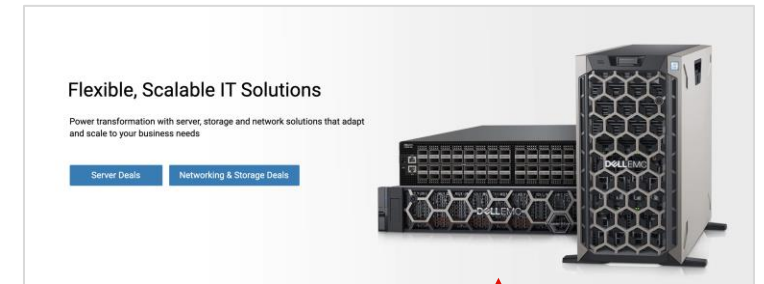 Flexible, Scalable IT Solutions
Power transformation with server, storage and network solutions that adapt
and scale to your business needs
Server Deals
Networking & Storage Deals
DELLEMC
DELLEMC